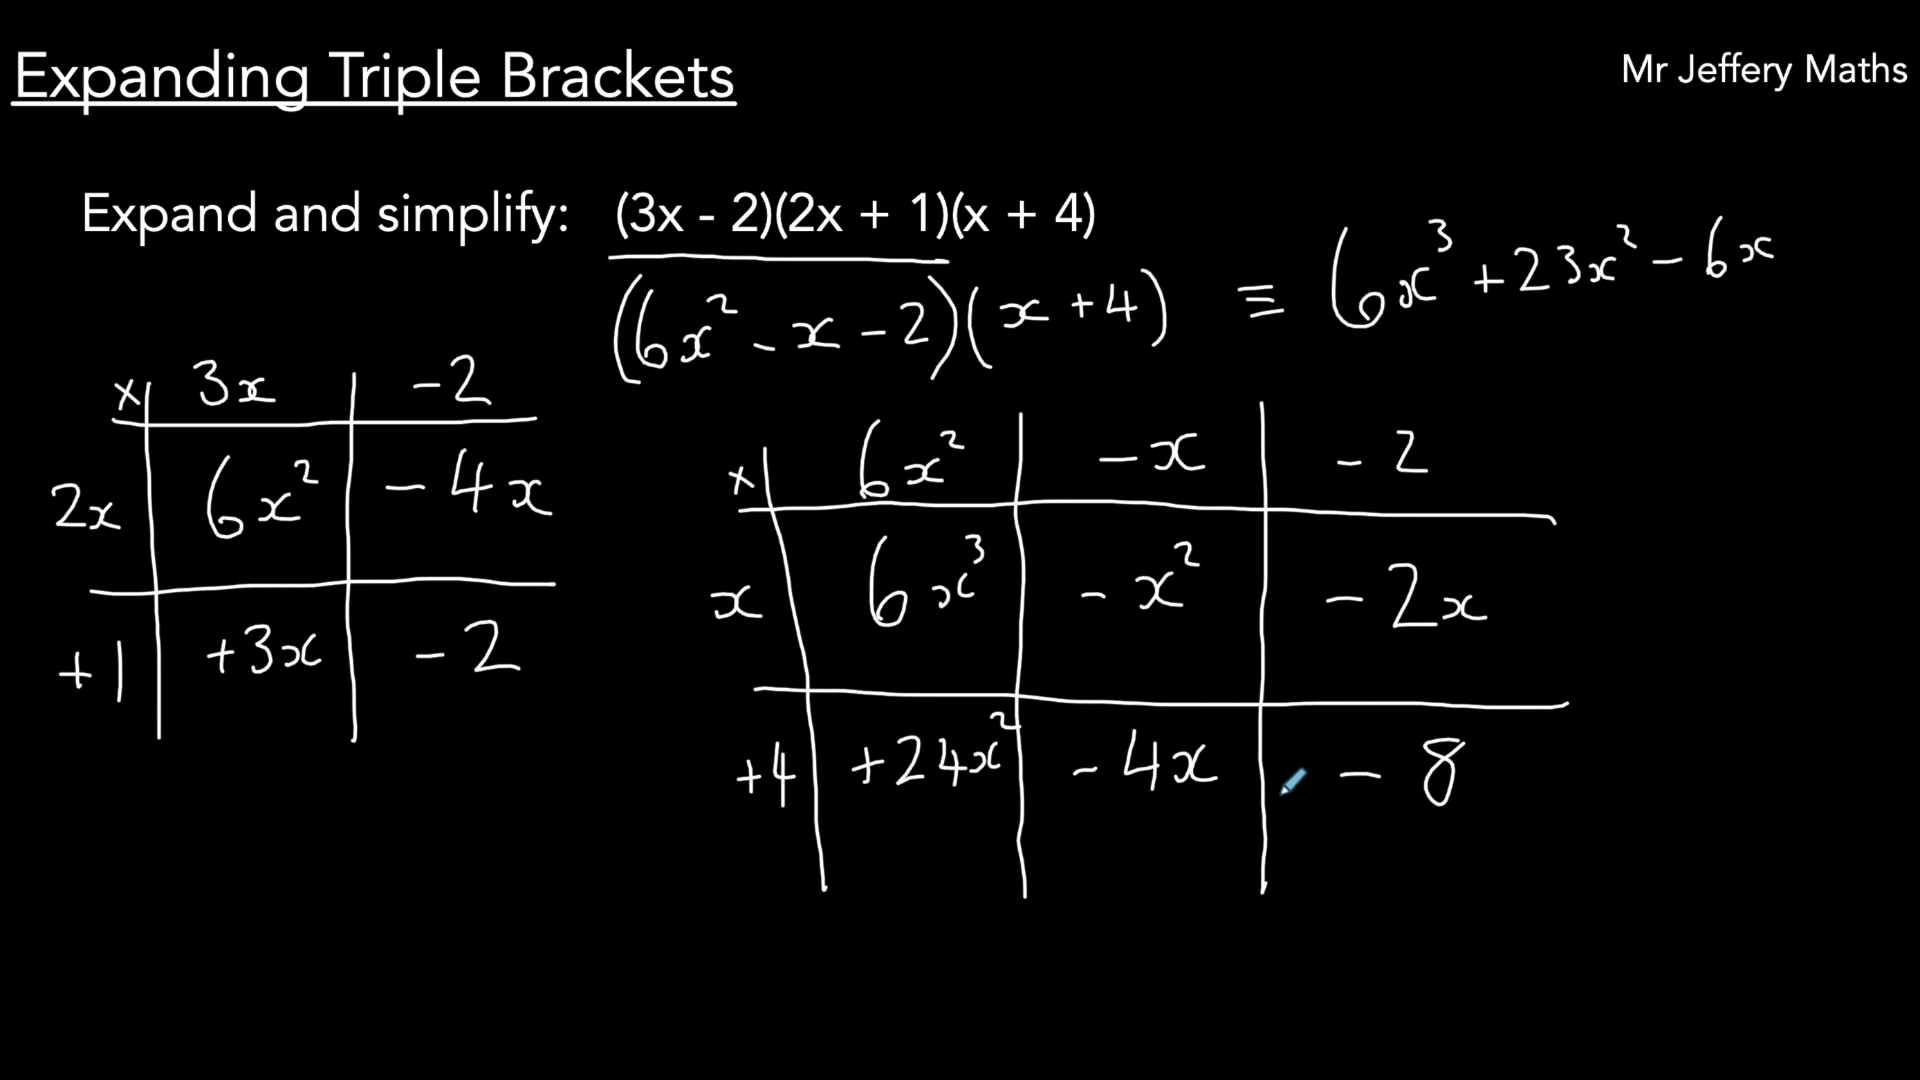 Expanding Triple Brackets
Mr Jeffery Maths
Expand and simplify: (3x - 2)(2x + 1)(x + 4)
(6x² - x - 2)(x + 4) ≡ 6x³ + 23x² - 6x
× 3x -2
2x 6x² -4x
+1 +3x -2
× 6x² -x -2
x 6x³ -x² -2x
+4 +24x² -4x -8